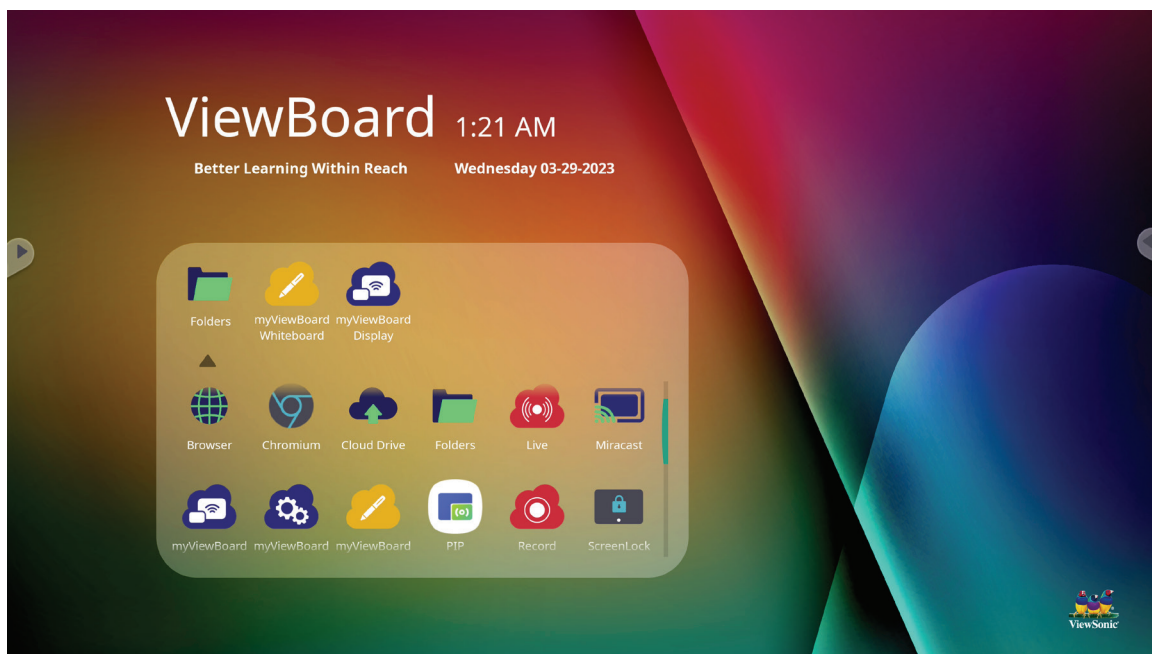 ViewBoard 1:21 AM
Better Learning Within Reach Wednesday 03-29-2023
Folders myViewBoard myViewBoard
Whiteboard Display
Browser Chromium Cloud Drive Folders Live Miracast
myViewBoard myViewBoard myViewBoard PIP Record ScreenLock
ViewSonic